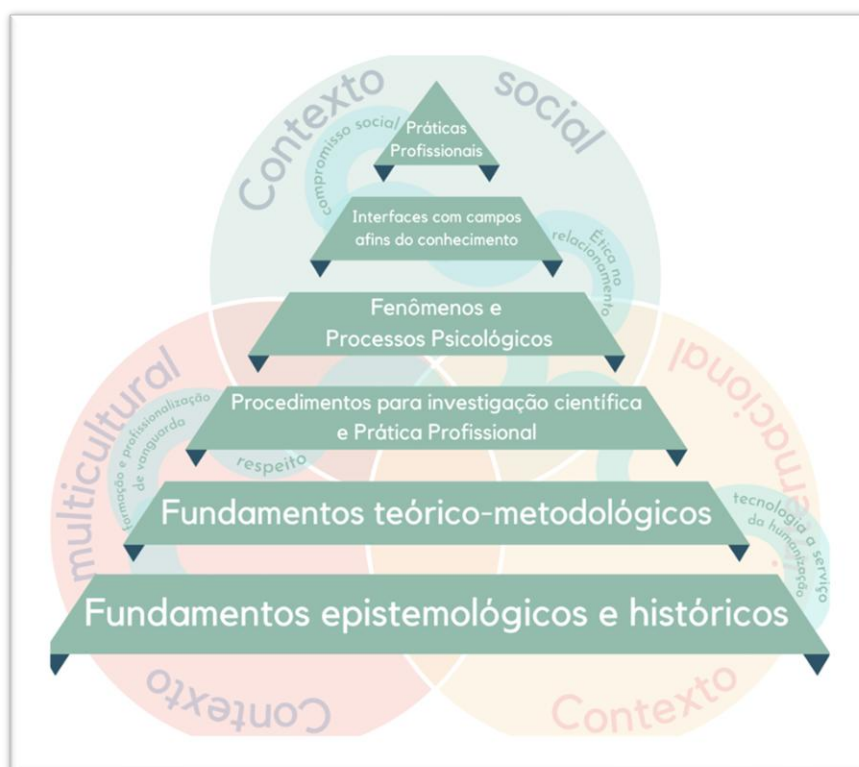 Contexto social
compromisso social
Práticas
Profissionais
Interfaces com campos
afins do conhecimento
Ética no
relacionamento
Fenômenos e
Processos Psicológicos
Contexto multicultural
formação e profissionalização
de vanguarda
respeito
Procedimentos para investigação científica
e Prática Profissional
Contexto
Fundamentos teórico-metodológicos
tecnologia a serviço
da humanização
Fundamentos epistemológicos e históricos